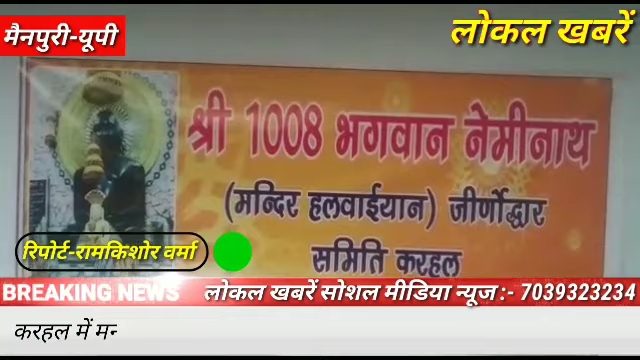 मैनपुरी-यूपी
लोकल खबरें
श्री 1008 भगवान नेमीनाथ
(मन्दिर हलवाईयान) जीर्णोद्धार
समिति करहल
रिपोर्ट-रामकिशोर वर्मा
BREAKING NEWS लोकल खबरें सोशल मीडिया न्यूज :- 7039323234
करहल में मन